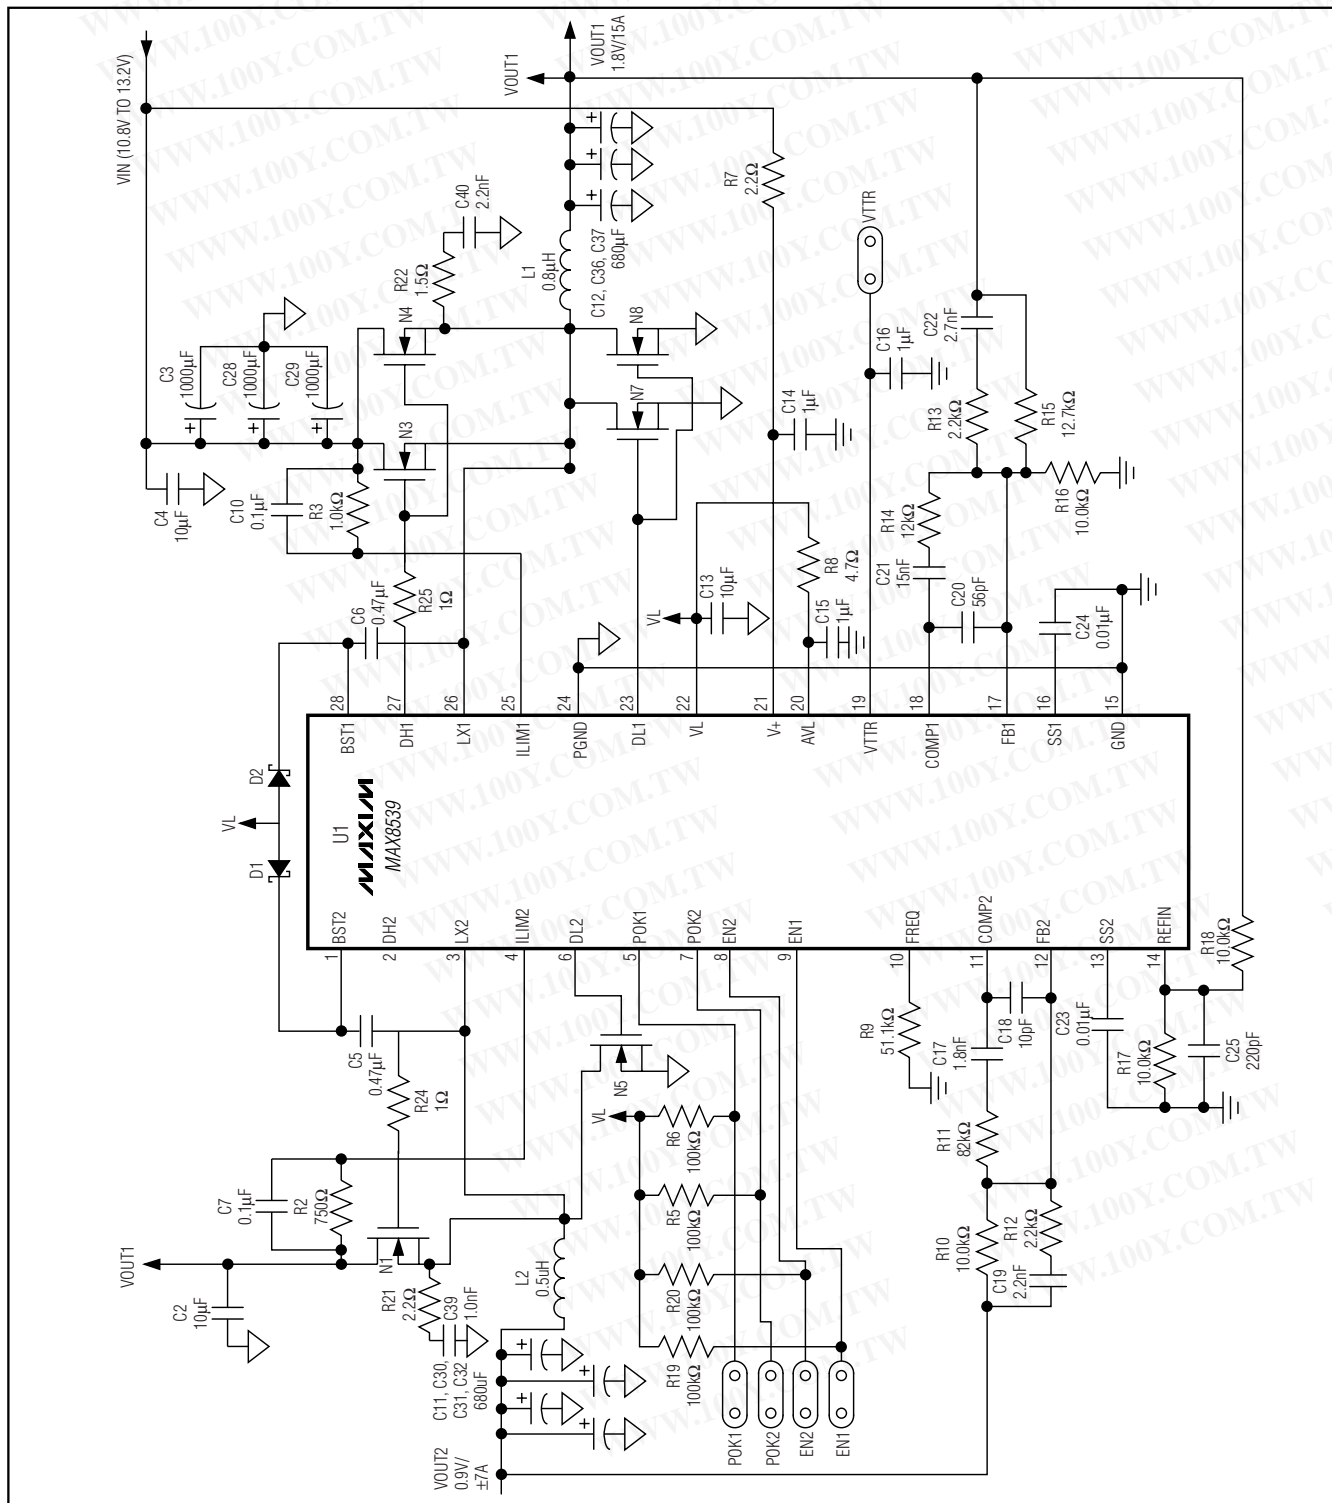 VIN (10.8V TO 13.2V)
VOUT1
VOUT1
1.8V/15A
C3
1000µF
C28
1000µF
C29
1000µF
C4
10µF
C10
0.1µF
R3
1.0kΩ
N3
N4
R22
1.5Ω
C40
2.2nF
L1
0.8µH
C12, C36, C37
680µF
N7
N8
R7
2.2Ω
C14
1µF
VTTR
C16
1µF
C22
2.7nF
R13
2.2kΩ
R15
12.7kΩ
R16
10.0kΩ
R14
12kΩ
C21
15nF
C20
56pF
C24
0.01µF
R8
4.7Ω
C15
1µF
VL
C13
10µF
C6
0.47µF
R25
1Ω
28
27
26
25
24
23
22
21
20
19
18
17
16
15
BST1
DH1
LX1
ILIM1
PGND
DL1
VL
V+
AVL
VTTR
COMP1
FB1
SS1
GND
D2
VL
D1
U1
MAXIM
MAX8539
BST2
DH2
LX2
ILIM2
DL2
POK1
POK2
EN2
EN1
FREQ
COMP2
FB2
SS2
REFIN
1
2
3
4
6
5
7
8
9
10
11
12
13
14
R18
10.0kΩ
C5
0.47µF
R24
1Ω
C7
0.1µF
R2
750Ω
VOUT1
C2
10µF
N1
R21
2.2Ω
C39
1.0nF
C11, C30,
C31, C32
680uF
L2
0.5uH
N5
VL
R6
100kΩ
R5
100kΩ
R20
100kΩ
R19
100kΩ
POK1
POK2
EN2
EN1
R9
51.1kΩ
C17
1.8nF
C18
10pF
C23
0.01µF
R17
10.0kΩ
C25
220pF
R11
82kΩ
R10
10.0kΩ
R12
2.2kΩ
C19
2.2nF
VOUT2
0.9V/
±7A
WWW.100Y.COM.TW